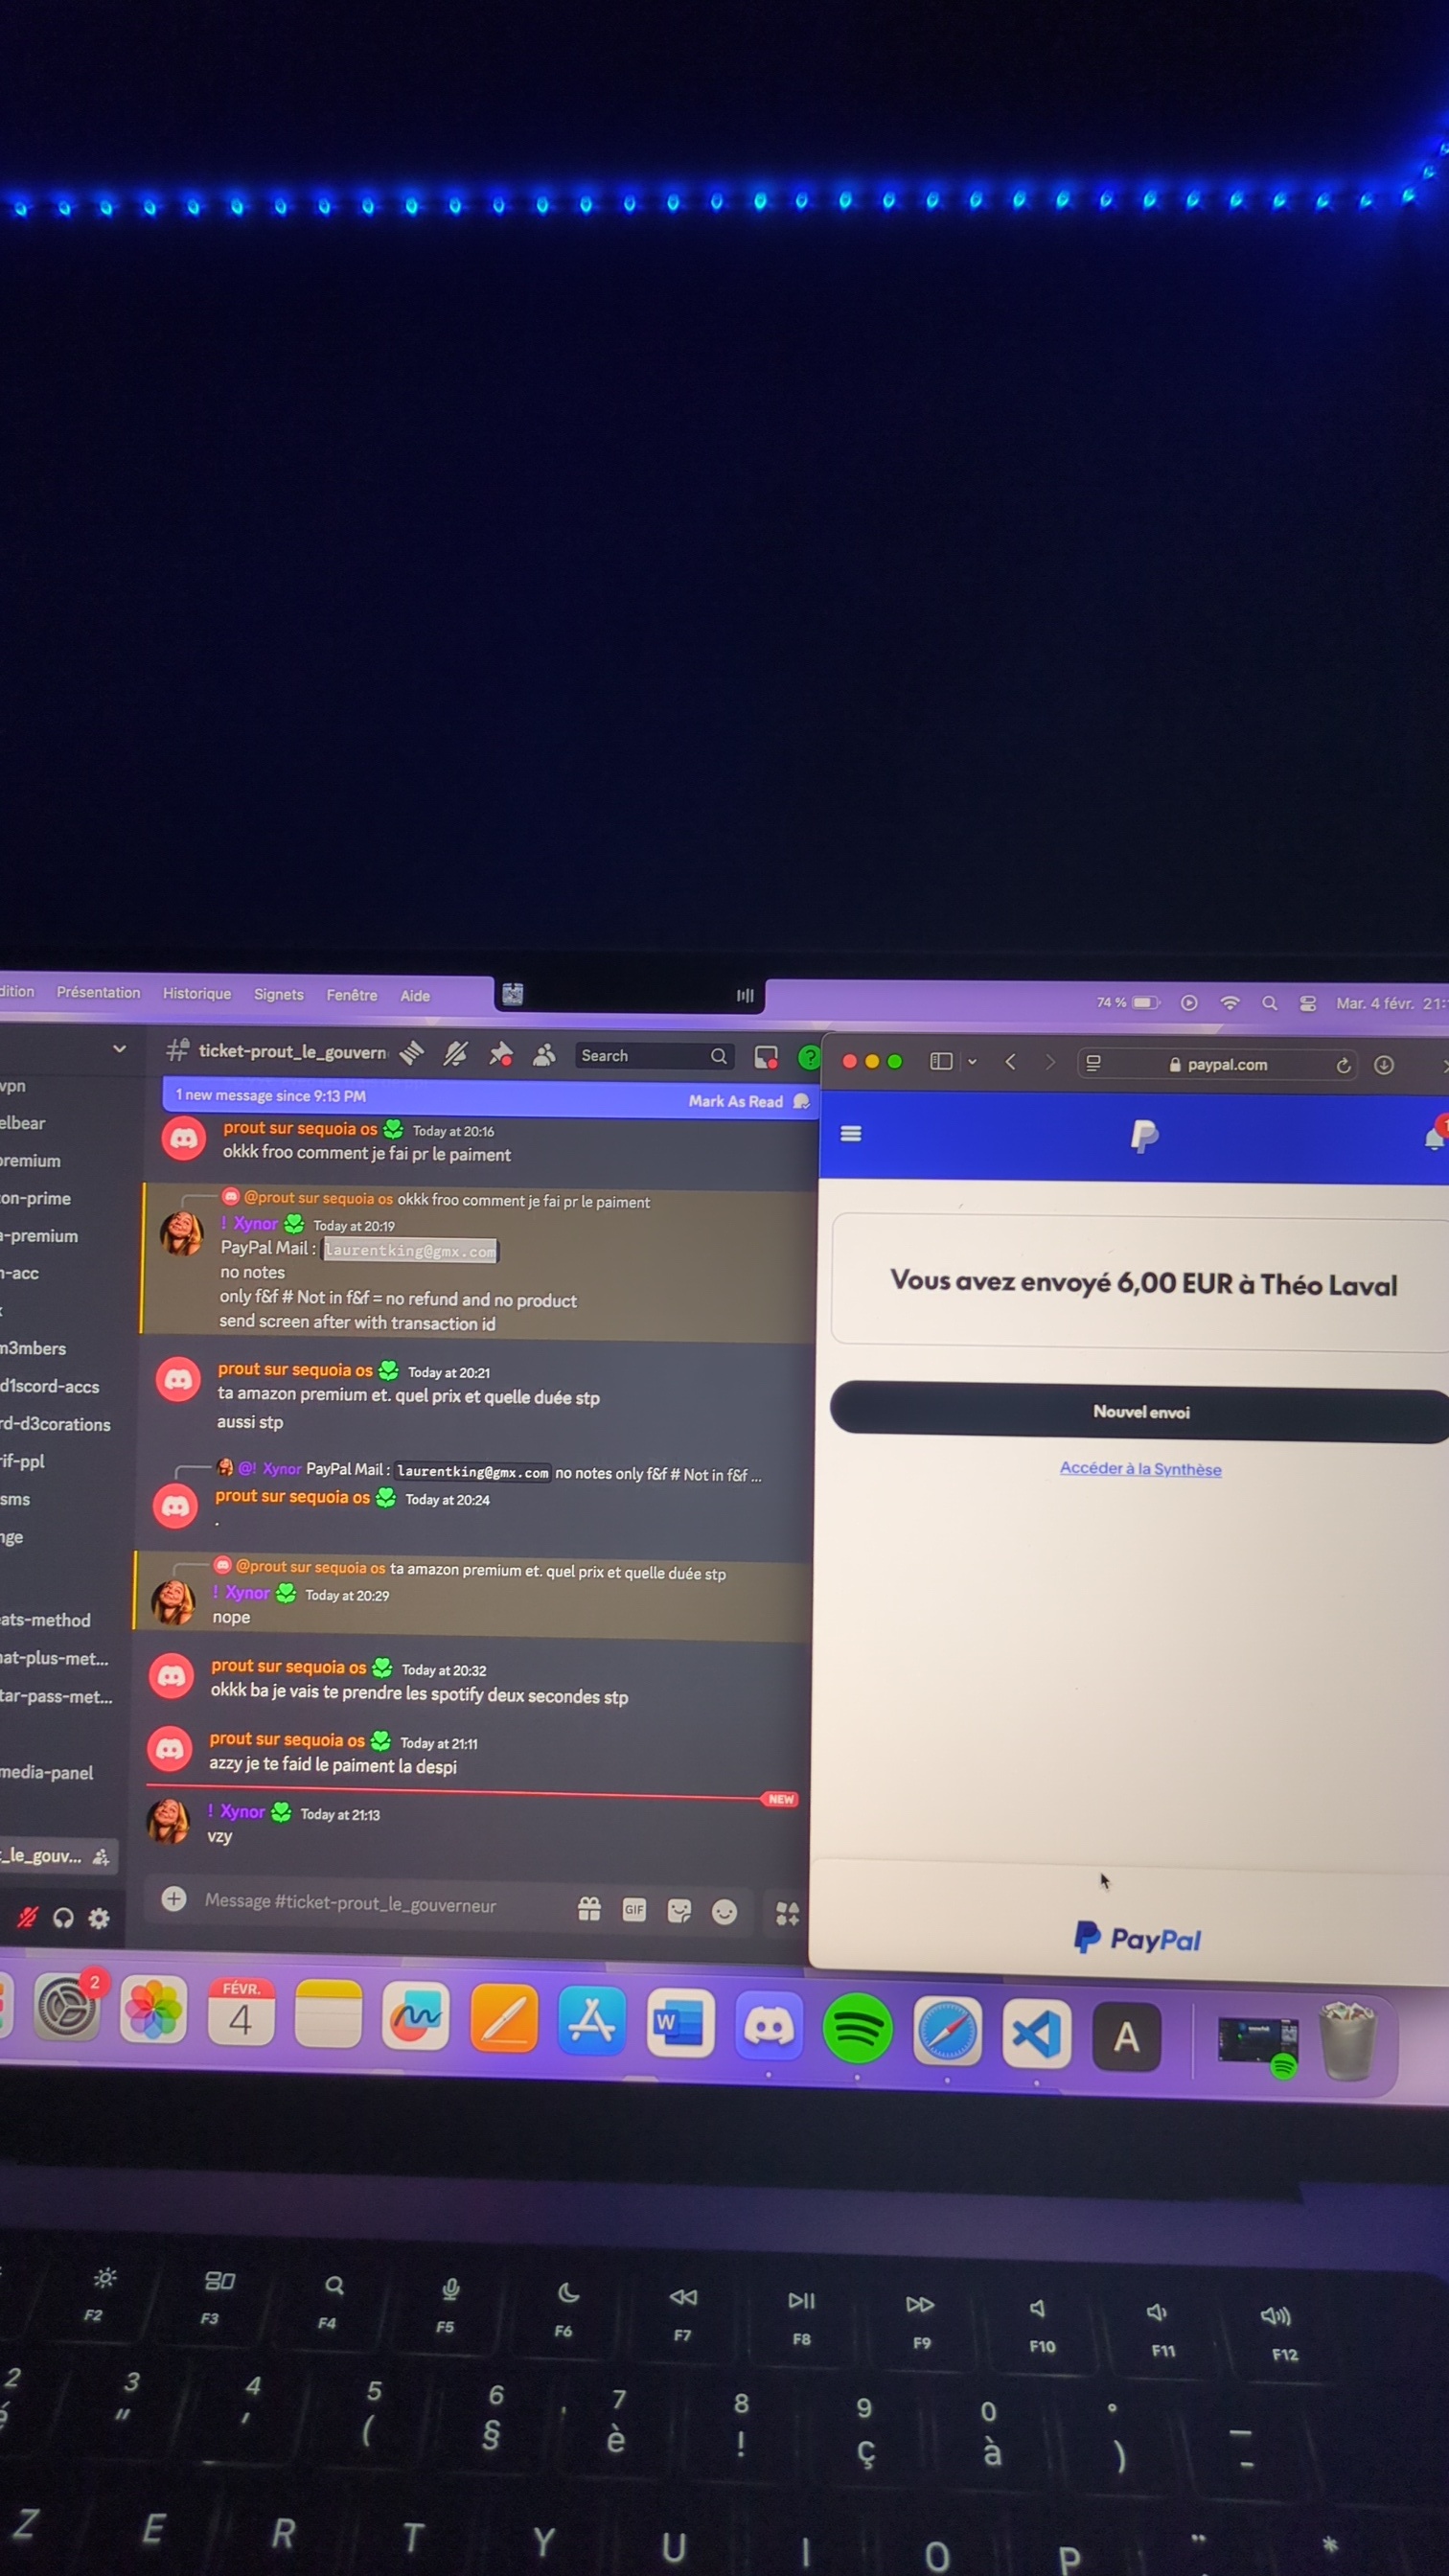 dition Présentation Historique Signets Fenêtre Aide
74 % Mar. 4 févr. 21:
vpn
elbear
premium
on-prime
a-premium
n-acc
m3mbers
d1scord-accs
rd-d3corations
rif-ppl
sms
nge
ats-method
nat-plus-met...
tar-pass-met...
media-panel
_le_gouv...
ticket-prout_le_gouvern
Search
1 new message since 9:13 PM Mark As Read
prout sur sequoia os Today at 20:16
okkk froo comment je fai pr le paiment
@prout sur sequoia os okkk froo comment je fai pr le paiment
! Xynor Today at 20:19
PayPal Mail : laurentking@gmx.com
no notes
only f&f # Not in f&f = no refund and no product
send screen after with transaction id
prout sur sequoia os Today at 20:21
ta amazon premium et. quel prix et quelle duée stp
aussi stp
@! Xynor PayPal Mail : laurentking@gmx.com no notes only f&f # Not in f&f ...
prout sur sequoia os Today at 20:24
.
@prout sur sequoia os ta amazon premium et. quel prix et quelle duée stp
! Xynor Today at 20:29
nope
prout sur sequoia os Today at 20:32
okkk ba je vais te prendre les spotify deux secondes stp
prout sur sequoia os Today at 21:11
azzy je te faid le paiment la despi
NEW
! Xynor Today at 21:13
vzy
Message #ticket-prout_le_gouverneur
GIF
paypal.com
1
Vous avez envoyé 6,00 EUR à Théo Laval
Nouvel envoi
Accéder à la Synthèse
PayPal
2
FÉVR.
4
W
A
F2 F3 F4 F5 F6 F7 F8 F9 F10 F11 F12
2 3 4 5 6 7 8 9 0 ° _
é " ' ( § è ! ç à ) -
Z E R T Y U I O P ¨ *